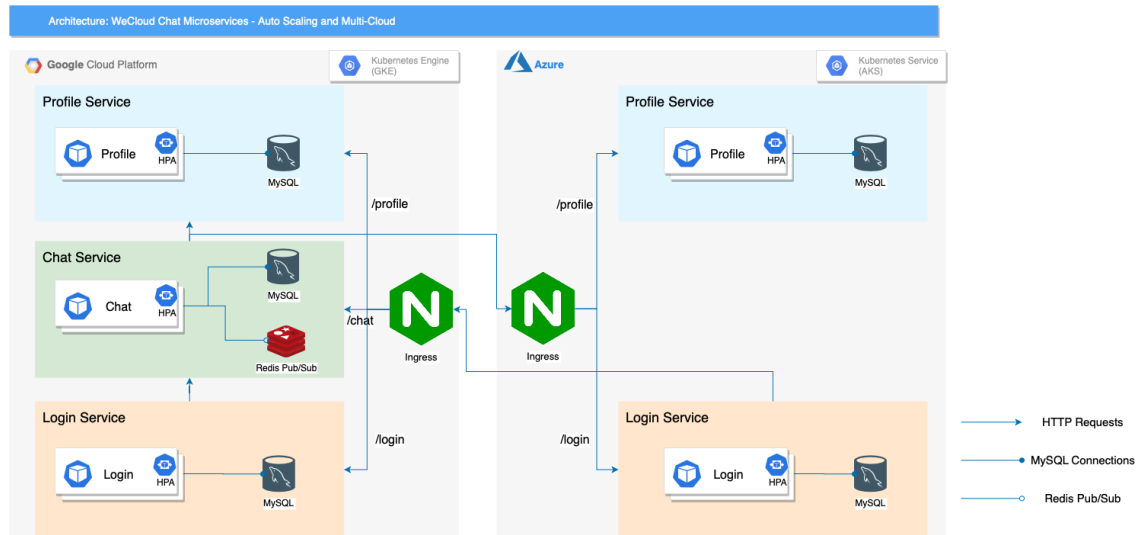 Architecture: WeCloud Chat Microservices - Auto Scaling and Multi-Cloud
Google Cloud Platform
Kubernetes Engine
(GKE)
Azure
Kubernetes Service
(AKS)
Profile Service
Profile
HPA
MySQL
/profile
Chat Service
Chat
HPA
MySQL
Redis Pub/Sub
/chat
Ingress
Login Service
Login
HPA
MySQL
/login
Profile Service
Profile
HPA
MySQL
/profile
Ingress
Login Service
Login
HPA
MySQL
/login
HTTP Requests
MySQL Connections
Redis Pub/Sub